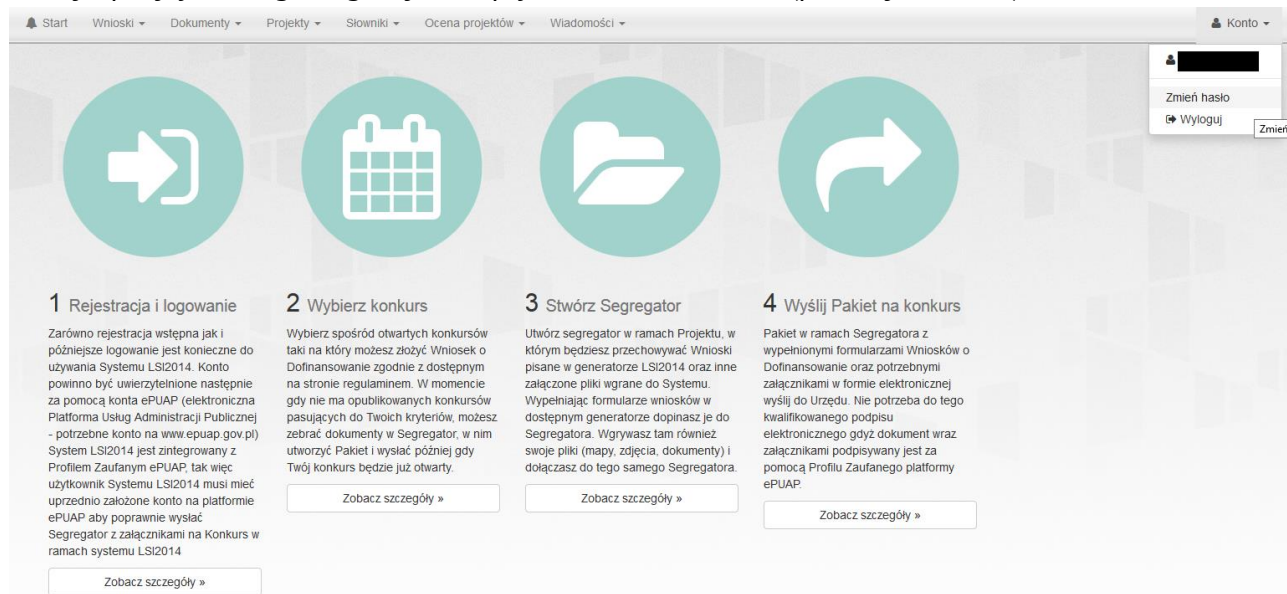 Start Wnioski Dokumenty Projekty Słowniki Ocena projektów Wiadomości Konto
Zmień hasło
Wyloguj
Zmień
1 Rejestracja i logowanie
Zarówno rejestracja wstępna jak i
późniejsze logowanie jest konieczne do
używania Systemu LSI2014. Konto
powinno być uwierzytelnione następnie
za pomocą konta ePUAP (elektroniczna
Platforma Usług Administracji Publicznej
- potrzebne konto na www.epuap.gov.pl)
System LSI2014 jest zintegrowany z
Profilem Zaufanym ePUAP, tak więc
użytkownik Systemu LSI2014 musi mieć
uprzednio założone konto na platformie
ePUAP aby poprawnie wysłać
Segregator z załącznikami na Konkurs w
ramach systemu LSI2014
Zobacz szczegóły »
2 Wybierz konkurs
Wybierz spośród otwartych konkursów
taki na który możesz złożyć Wniosek o
Dofinansowanie zgodnie z dostępnym
na stronie regulaminem. W momencie
gdy nie ma opublikowanych konkursów
pasujących do Twoich kryteriów, możesz
zebrać dokumenty w Segregator, w nim
utworzyć Pakiet i wysłać później gdy
Twój konkurs będzie już otwarty.
Zobacz szczegóły »
3 Stwórz Segregator
Utwórz segregator w ramach Projektu, w
którym będziesz przechowywać Wnioski
pisane w generatorze LSI2014 oraz inne
załączone pliki wgrane do Systemu.
Wypełniając formularze wniosków w
dostępnym generatorze dopinasz je do
Segregatora. Wgrywasz tam również
swoje pliki (mapy, zdjęcia, dokumenty) i
dołączasz do tego samego Segregatora.
Zobacz szczegóły »
4 Wyślij Pakiet na konkurs
Pakiet w ramach Segregatora z
wypełnionymi formularzami Wniosków o
Dofinansowanie oraz potrzebnymi
załącznikami w formie elektronicznej
wyślij do Urzędu. Nie potrzeba do tego
kwalifikowanego podpisu
elektronicznego gdyż dokument wraz
załącznikami podpisywany jest za
pomocą Profilu Zaufanego platformy
ePUAP.
Zobacz szczegóły »